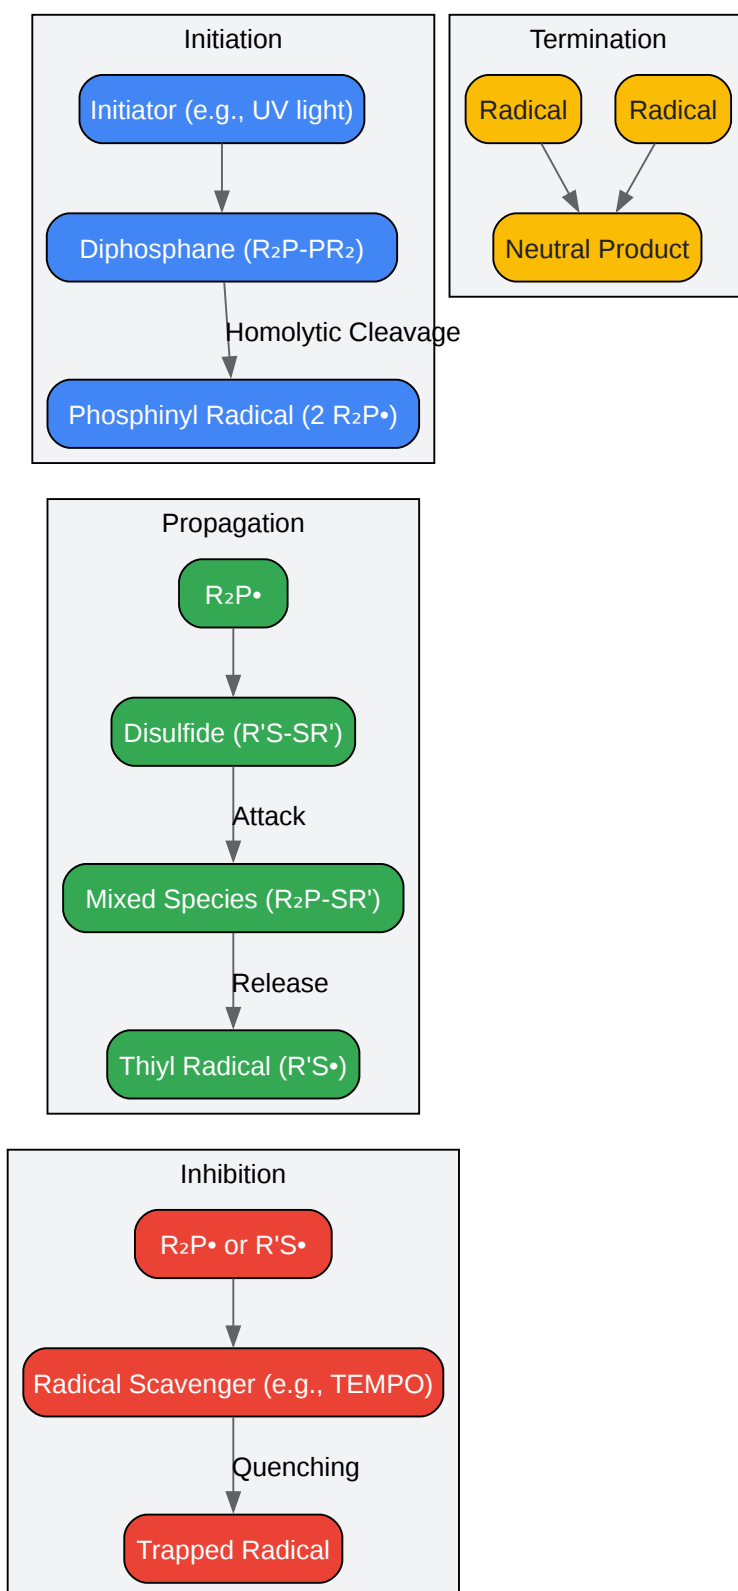 Initiation
Initiator (e.g., UV light)
Diphosphane (R₂P-PR₂)
Homolytic Cleavage
Phosphinyl Radical (2 R₂P•)
Termination
Radical
Radical
Neutral Product
Propagation
R₂P•
Disulfide (R'S-SR')
Attack
Mixed Species (R₂P-SR')
Release
Thiyl Radical (R'S•)
Inhibition
R₂P• or R'S•
Radical Scavenger (e.g., TEMPO)
Quenching
Trapped Radical